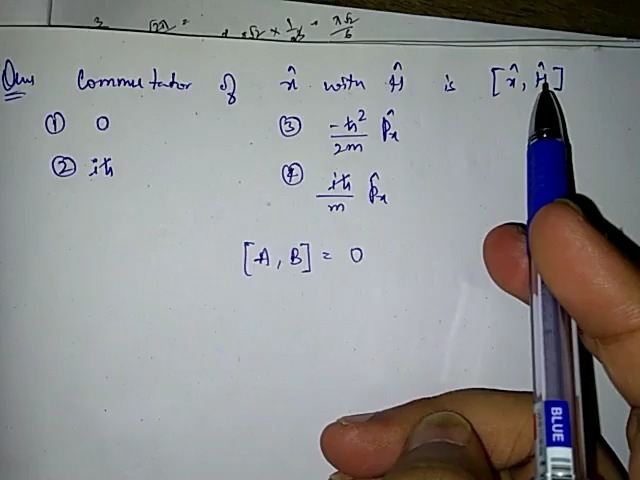 Ques Commutator of x̂ with Ĥ is [x̂, Ĥ]
① 0 ③ -ħ²/2m p̂x
② iħ ④ iħ/m p̂x
[A, B] = 0
BLUE